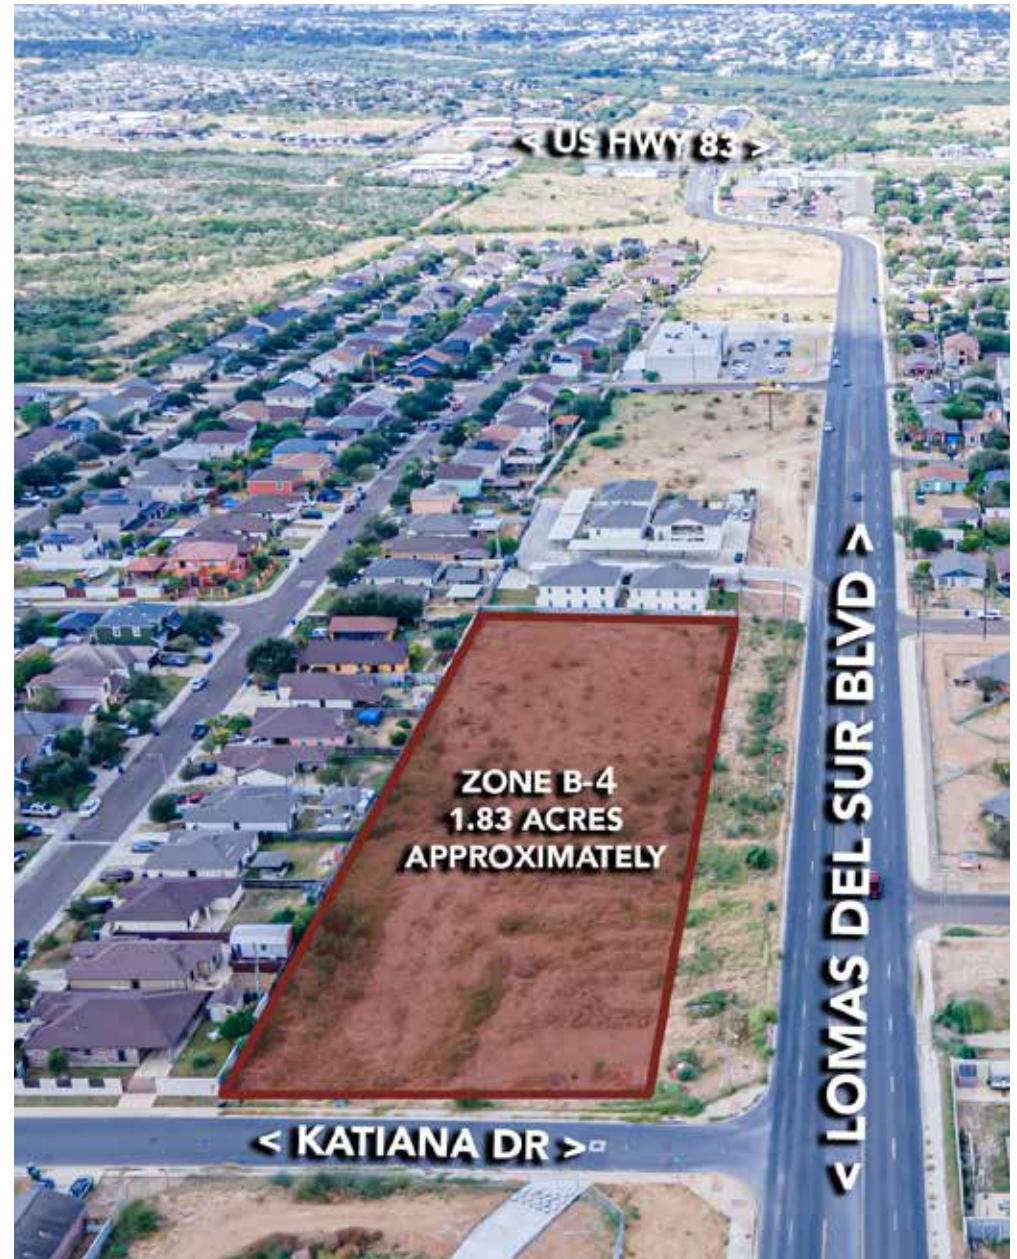 < US HWY 83 >
ZONE B-4
1.83 ACRES
APPROXIMATELY
< LOMAS DEL SUR BLVD >
< KATIANA DR >